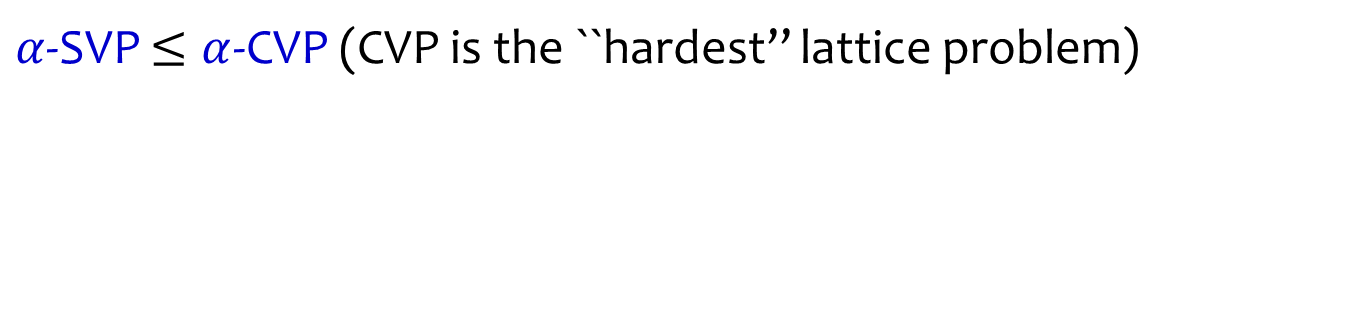 α-SVP ≤ α-CVP (CVP is the ``hardest” lattice problem)